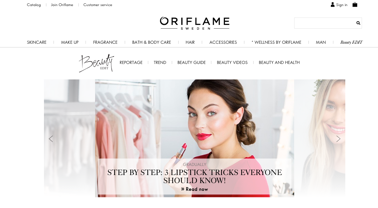 Catalog Join Oriflame Customer service Sign in
ORIFLAME
SWEDEN
SKINCARE MAKE UP FRAGRANCE BATH & BODY CARE HAIR ACCESSORIES WELLNESS BY ORIFLAME MAN Beauty EDIT
Beauty EDIT REPORTAGE TREND BEAUTY GUIDE BEAUTY VIDEOS BEAUTY AND HEALTH
STEP BY STEP: 3 LIPSTICK TRICKS EVERYONE
SHOULD KNOW!
» Read now